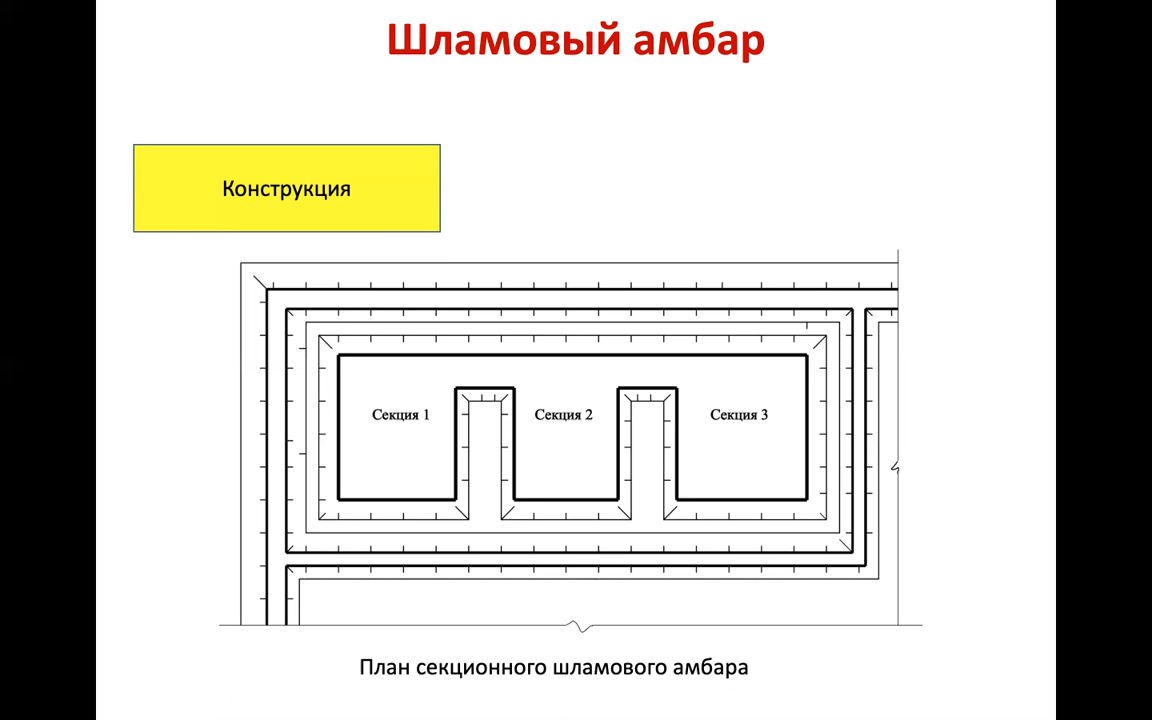 Шламовый амбар
Конструкция
Секция 1
Секция 2
Секция 3
План секционного шламового амбара